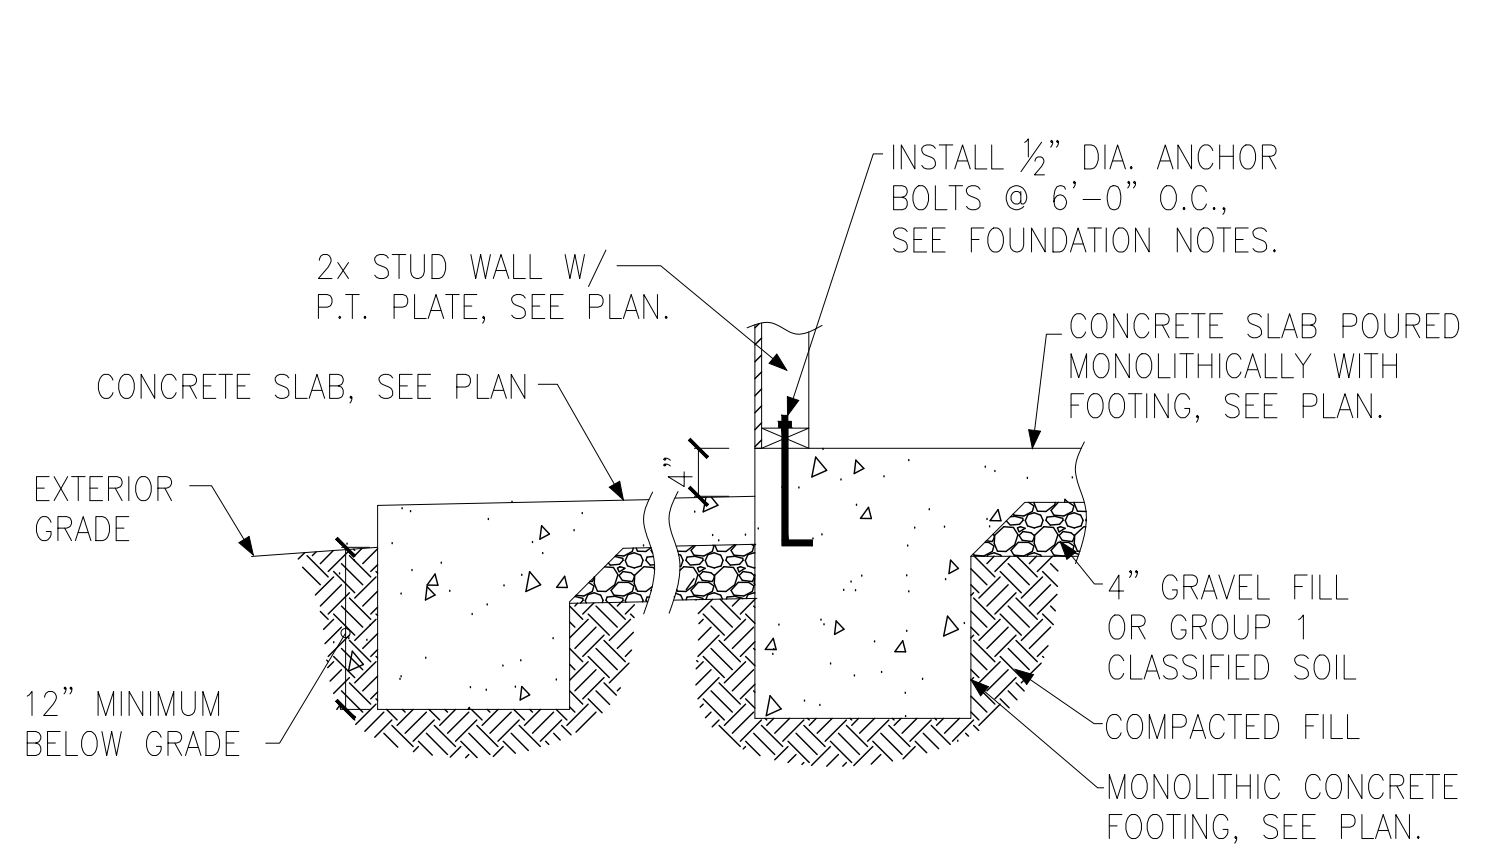 INSTALL ½” DIA. ANCHOR
BOLTS @ 6’-0” O.C.,
SEE FOUNDATION NOTES.
2x STUD WALL W/
P.T. PLATE, SEE PLAN.
CONCRETE SLAB POURED
MONOLITHICALLY WITH
FOOTING, SEE PLAN.
CONCRETE SLAB, SEE PLAN
4”
EXTERIOR
GRADE
4” GRAVEL FILL
OR GROUP 1
CLASSIFIED SOIL
12” MINIMUM
BELOW GRADE
COMPACTED FILL
MONOLITHIC CONCRETE
FOOTING, SEE PLAN.